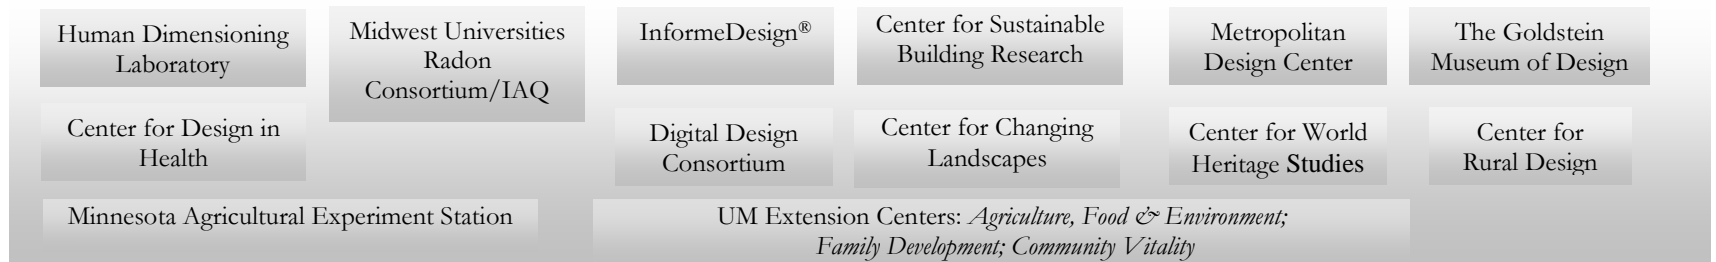 Human Dimensioning
Laboratory
Midwest Universities
Radon
Consortium/IAQ
InformeDesign®
Center for Sustainable
Building Research
Metropolitan
Design Center
The Goldstein
Museum of Design
Center for Design in
Health
Digital Design
Consortium
Center for Changing
Landscapes
Center for World
Heritage Studies
Center for
Rural Design
Minnesota Agricultural Experiment Station
UM Extension Centers: Agriculture, Food & Environment;
Family Development; Community Vitality